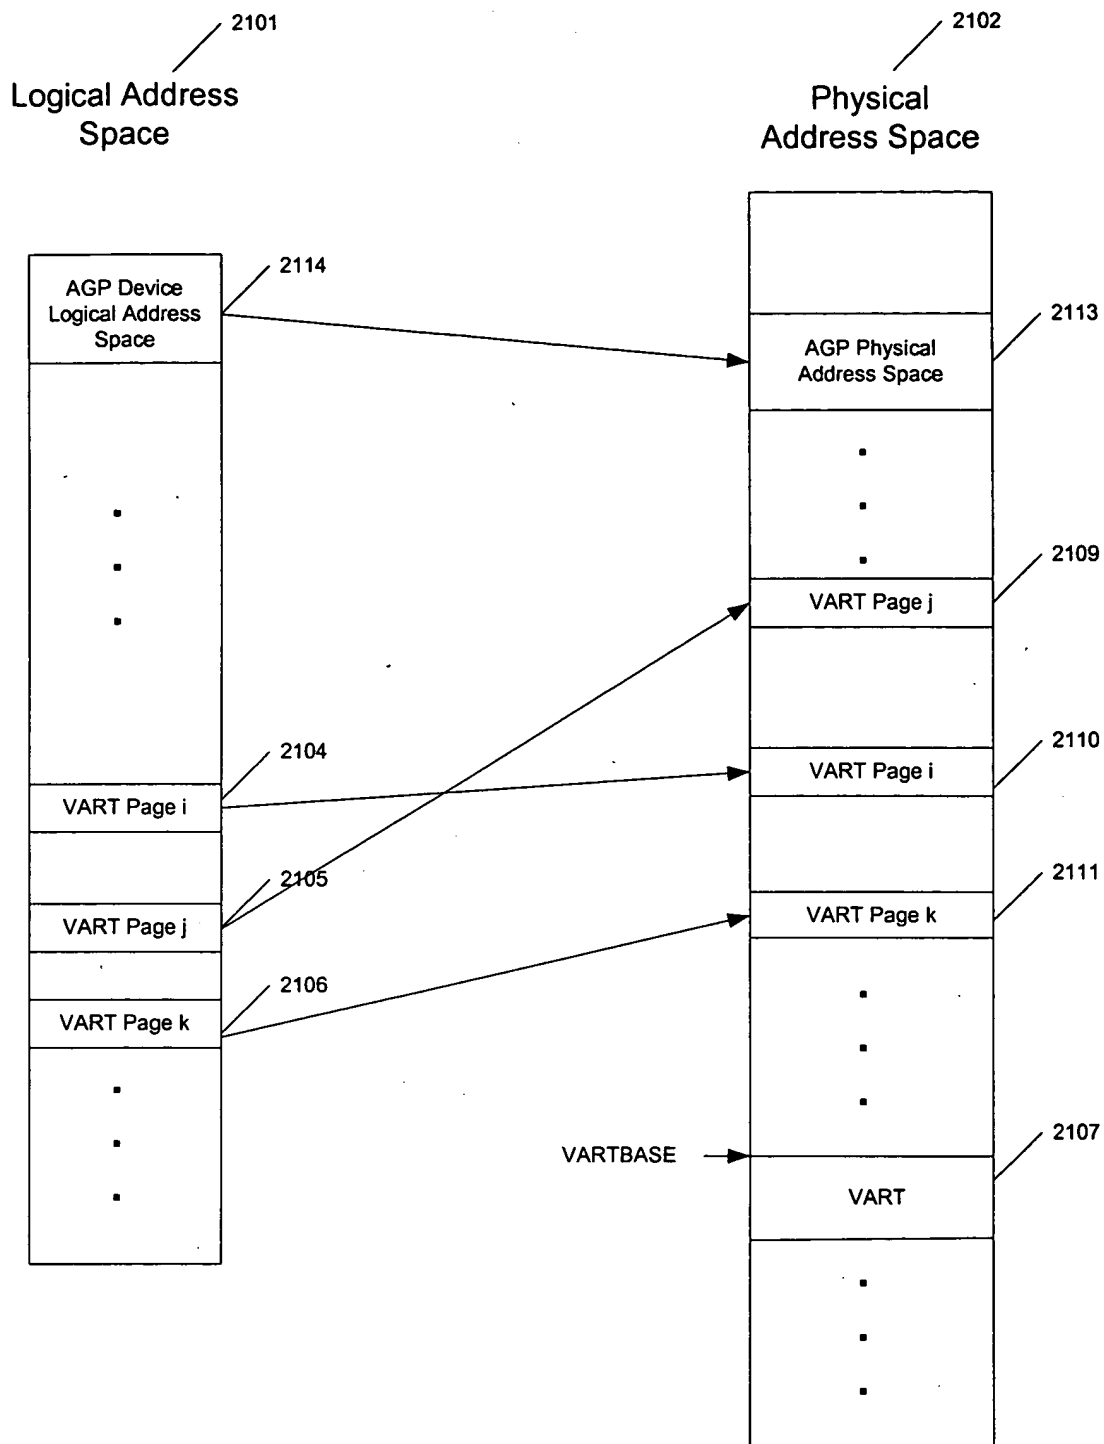 2101
Logical Address
Space
2102
Physical
Address Space
AGP Device
Logical Address
Space
2114
AGP Physical
Address Space
2113
VART Page j
2109
VART Page i
2104
VART Page i
2110
VART Page j
2105
VART Page k
2111
VART Page k
2106
VARTBASE
VART
2107